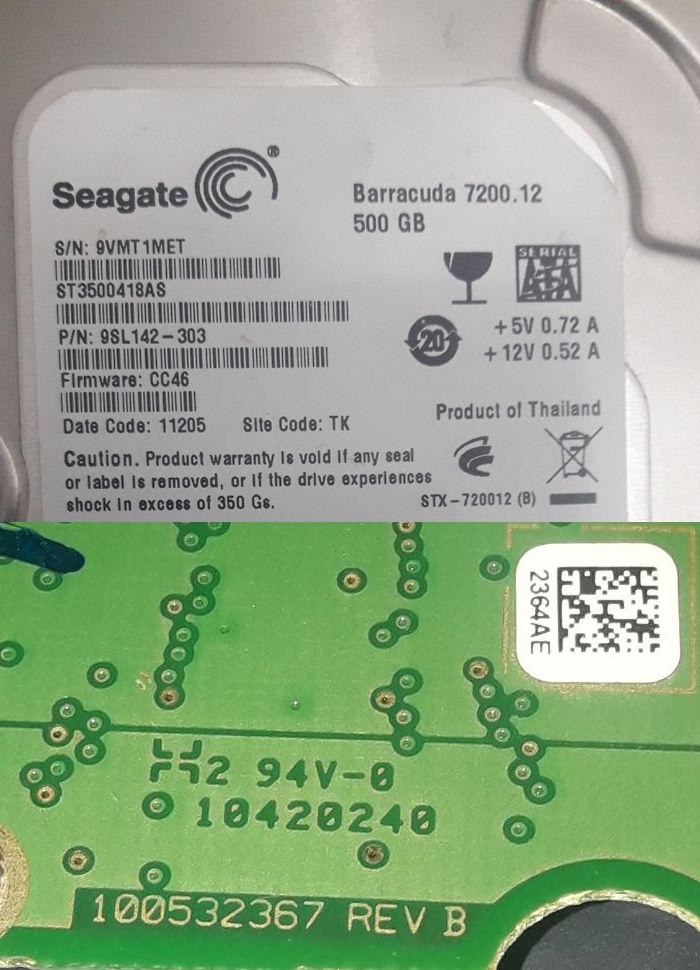 Seagate
Barracuda 7200.12
500 GB
S/N: 9VMT1MET
ST3500418AS
SERIAL
ATA
P/N: 9SL142-303
20
+5V 0.72 A
+12V 0.52 A
Firmware: CC46
Date Code: 11205 Site Code: TK
Product of Thailand
Caution. Product warranty is void if any seal
or label is removed, or if the drive experiences
shock in excess of 350 Gs.
STX-720012 (B)
2364AE
2 94V-0
10420240
100532367 REV B